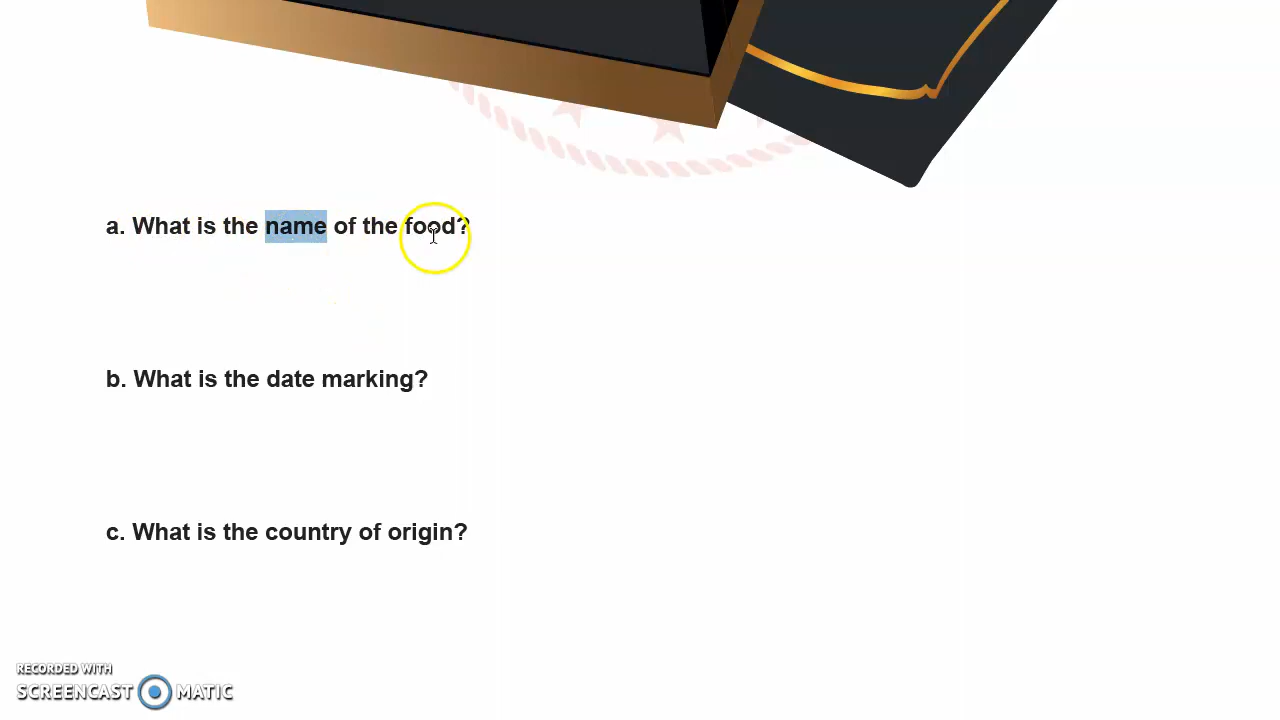 a. What is the name of the food?
b. What is the date marking?
c. What is the country of origin?
RECORDED WITH
SCREENCAST MATIC